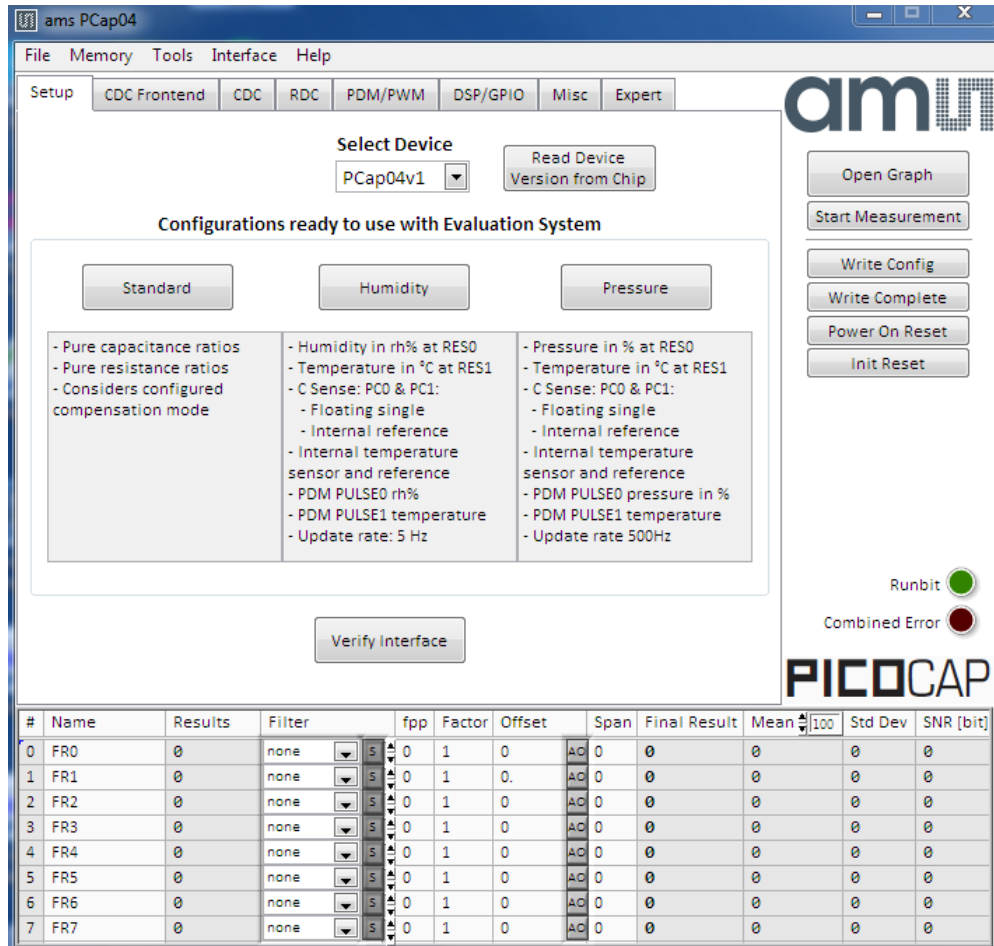 ams PCap04
File Memory Tools Interface Help
Setup CDC Frontend CDC RDC PDM/PWM DSP/GPIO Misc Expert
amu
Select Device
PCap04v1
Read Device
Version from Chip
Open Graph
Start Measurement
Configurations ready to use with Evaluation System
Write Config
Write Complete
Power On Reset
Init Reset
Standard
- Pure capacitance ratios
- Pure resistance ratios
- Considers configured
compensation mode
Humidity
- Humidity in rh% at RES0
- Temperature in °C at RES1
- C Sense: PC0 & PC1:
- Floating single
- Internal reference
- Internal temperature
sensor and reference
- PDM PULSE0 rh%
- PDM PULSE1 temperature
- Update rate: 5 Hz
Pressure
- Pressure in % at RES0
- Temperature in °C at RES1
- C Sense: PC0 & PC1:
- Floating single
- Internal reference
- Internal temperature
sensor and reference
- PDM PULSE0 pressure in %
- PDM PULSE1 temperature
- Update rate 500Hz
Runbit
Combined Error
Verify Interface
PICOCAP
# Name Results Filter fpp Factor Offset Span Final Result Mean 100 Std Dev SNR [bit]
0 FR0 0 none S 0 1 0 AO 0 0 0 0 0
1 FR1 0 none S 0 1 0. AO 0 0 0 0 0
2 FR2 0 none S 0 1 0 AO 0 0 0 0 0
3 FR3 0 none S 0 1 0 AO 0 0 0 0 0
4 FR4 0 none S 0 1 0 AO 0 0 0 0 0
5 FR5 0 none S 0 1 0 AO 0 0 0 0 0
6 FR6 0 none S 0 1 0 AO 0 0 0 0 0
7 FR7 0 none S 0 1 0 AO 0 0 0 0 0